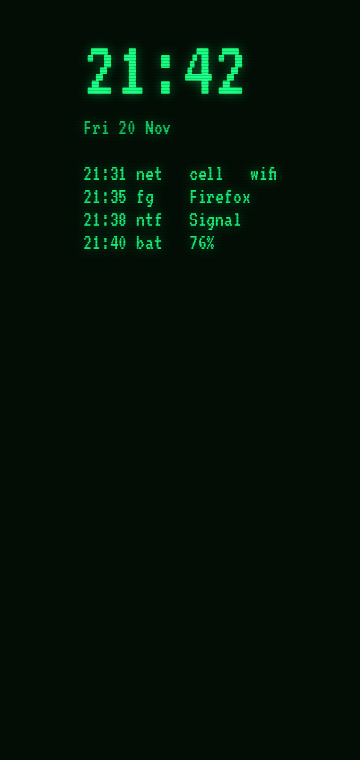 21:42
Fri 20 Nov
21:31 net cell wifi
21:35 fg Firefox
21:38 ntf Signal
21:40 bat 76%